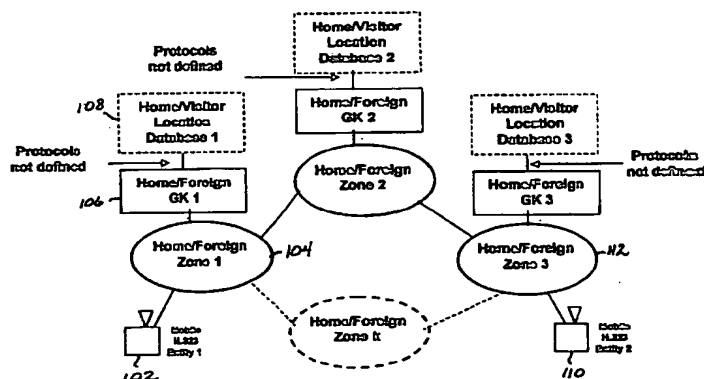 Protocols
not defined
Home/Visitor
Location
Database 2
Home/Foreign
GK 2
108
Home/Visitor
Location
Database 1
Home/Visitor
Location
Database 3
Protocols
not defined
Protocols
not defined
106
Home/Foreign
GK 1
Home/Foreign
Zone 2
Home/Foreign
GK 3
Home/Foreign
Zone 1
104
Home/Foreign
Zone 3
112
Home/Foreign
Zone
Mobile
H.323
Entity 1
102
Mobile
H.323
Entity 2
110